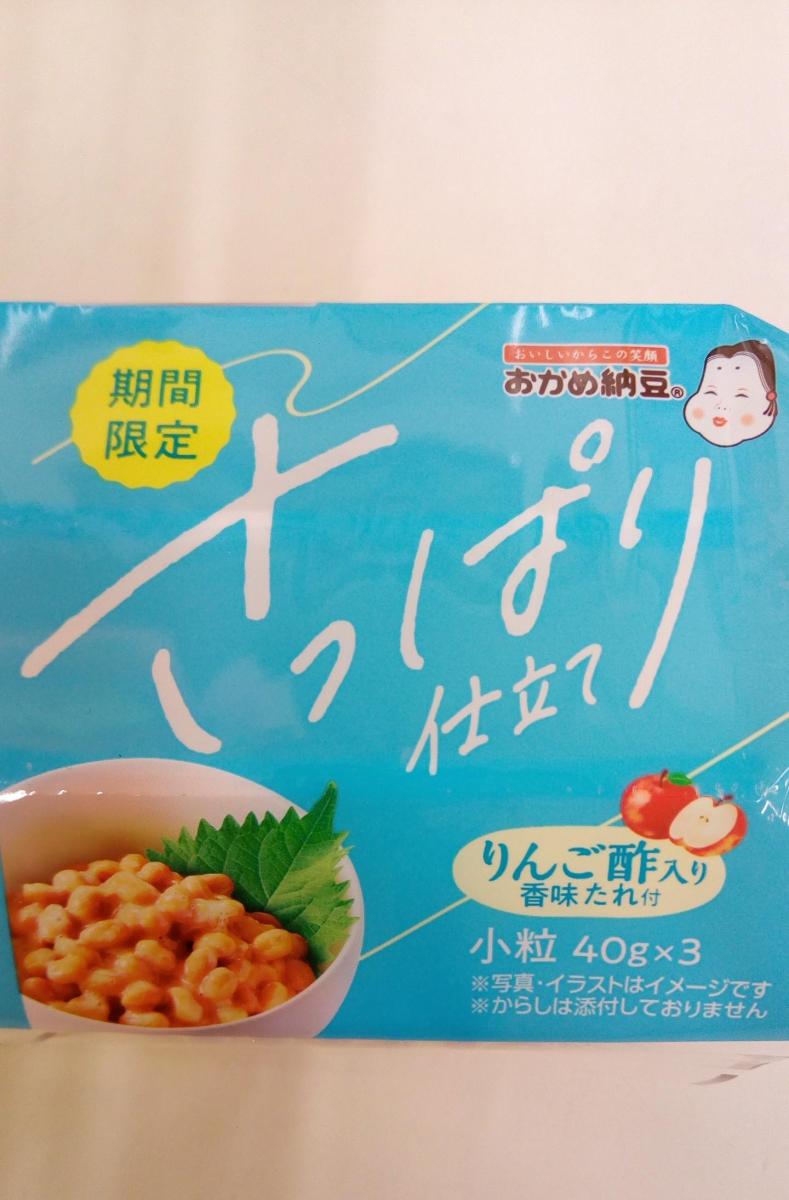 期間
限定
おいしいからこの笑顔
おかめ納豆®
さっぱり
仕立て
りんご酢入り
香味たれ付
小粒 40g×3
※写真・イラストはイメージです
※からしは添付しておりません